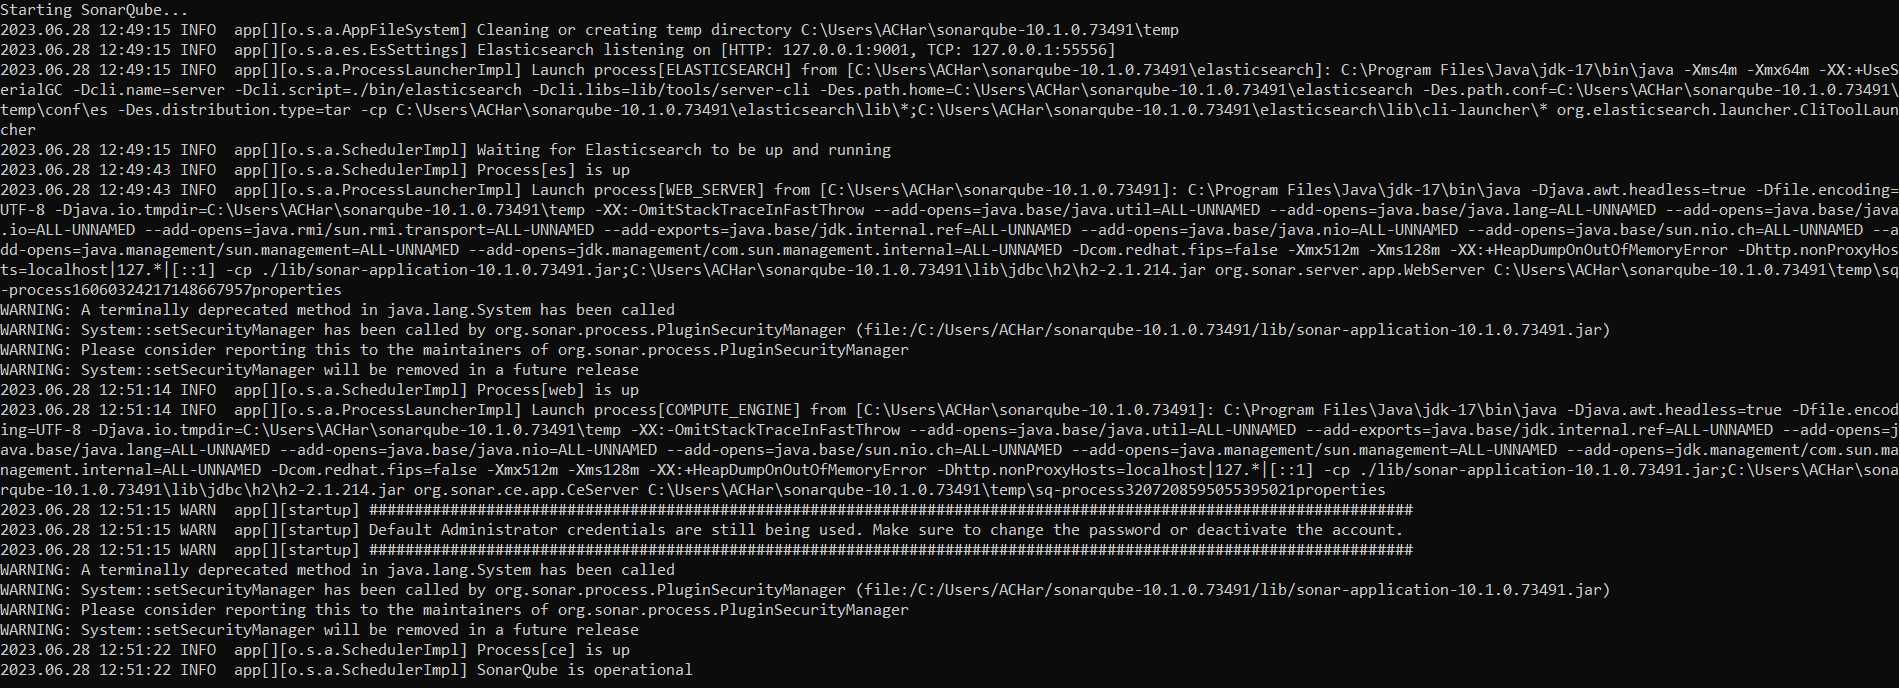 Starting SonarQube...
2023.06.28 12:49:15 INFO  app[][o.s.a.AppFileSystem] Cleaning or creating temp directory C:\Users\ACHar\sonarqube-10.1.0.73491\temp
2023.06.28 12:49:15 INFO  app[][o.s.a.es.EsSettings] Elasticsearch listening on [HTTP: 127.0.0.1:9001, TCP: 127.0.0.1:55556]
2023.06.28 12:49:15 INFO  app[][o.s.a.ProcessLauncherImpl] Launch process[ELASTICSEARCH] from [C:\Users\ACHar\sonarqube-10.1.0.73491\elasticsearch]: C:\Program Files\Java\jdk-17\bin\java -Xms4m -Xmx64m -XX:+UseS
erialGC -Dcli.name=server -Dcli.script=./bin/elasticsearch -Dcli.libs=lib/tools/server-cli -Des.path.home=C:\Users\ACHar\sonarqube-10.1.0.73491\elasticsearch -Des.path.conf=C:\Users\ACHar\sonarqube-10.1.0.73491\
temp\conf\es -Des.distribution.type=tar -cp C:\Users\ACHar\sonarqube-10.1.0.73491\elasticsearch\lib\*;C:\Users\ACHar\sonarqube-10.1.0.73491\elasticsearch\lib\cli-launcher\* org.elasticsearch.launcher.CliToolLaun
cher
2023.06.28 12:49:15 INFO  app[][o.s.a.SchedulerImpl] Waiting for Elasticsearch to be up and running
2023.06.28 12:49:43 INFO  app[][o.s.a.SchedulerImpl] Process[es] is up
2023.06.28 12:49:43 INFO  app[][o.s.a.ProcessLauncherImpl] Launch process[WEB_SERVER] from [C:\Users\ACHar\sonarqube-10.1.0.73491]: C:\Program Files\Java\jdk-17\bin\java -Djava.awt.headless=true -Dfile.encoding=
UTF-8 -Djava.io.tmpdir=C:\Users\ACHar\sonarqube-10.1.0.73491\temp -XX:-OmitStackTraceInFastThrow --add-opens=java.base/java.util=ALL-UNNAMED --add-opens=java.base/java.lang=ALL-UNNAMED --add-opens=java.base/java
.io=ALL-UNNAMED --add-opens=java.rmi/sun.rmi.transport=ALL-UNNAMED --add-exports=java.base/jdk.internal.ref=ALL-UNNAMED --add-opens=java.base/java.nio=ALL-UNNAMED --add-opens=java.base/sun.nio.ch=ALL-UNNAMED --a
dd-opens=java.management/sun.management=ALL-UNNAMED --add-opens=jdk.management/com.sun.management.internal=ALL-UNNAMED -Dcom.redhat.fips=false -Xmx512m -Xms128m -XX:+HeapDumpOnOutOfMemoryError -Dhttp.nonProxyHos
ts=localhost|127.*|[::1] -cp ./lib/sonar-application-10.1.0.73491.jar;C:\Users\ACHar\sonarqube-10.1.0.73491\lib\jdbc\h2\h2-2.1.214.jar org.sonar.server.app.WebServer C:\Users\ACHar\sonarqube-10.1.0.73491\temp\sq
-process16060324217148667957properties
WARNING: A terminally deprecated method in java.lang.System has been called
WARNING: System::setSecurityManager has been called by org.sonar.process.PluginSecurityManager (file:/C:/Users/ACHar/sonarqube-10.1.0.73491/lib/sonar-application-10.1.0.73491.jar)
WARNING: Please consider reporting this to the maintainers of org.sonar.process.PluginSecurityManager
WARNING: System::setSecurityManager will be removed in a future release
2023.06.28 12:51:14 INFO  app[][o.s.a.SchedulerImpl] Process[web] is up
2023.06.28 12:51:14 INFO  app[][o.s.a.ProcessLauncherImpl] Launch process[COMPUTE_ENGINE] from [C:\Users\ACHar\sonarqube-10.1.0.73491]: C:\Program Files\Java\jdk-17\bin\java -Djava.awt.headless=true -Dfile.encod
ing=UTF-8 -Djava.io.tmpdir=C:\Users\ACHar\sonarqube-10.1.0.73491\temp -XX:-OmitStackTraceInFastThrow --add-opens=java.base/java.util=ALL-UNNAMED --add-exports=java.base/jdk.internal.ref=ALL-UNNAMED --add-opens=j
ava.base/java.lang=ALL-UNNAMED --add-opens=java.base/java.nio=ALL-UNNAMED --add-opens=java.base/sun.nio.ch=ALL-UNNAMED --add-opens=java.management/sun.management=ALL-UNNAMED --add-opens=jdk.management/com.sun.ma
nagement.internal=ALL-UNNAMED -Dcom.redhat.fips=false -Xmx512m -Xms128m -XX:+HeapDumpOnOutOfMemoryError -Dhttp.nonProxyHosts=localhost|127.*|[::1] -cp ./lib/sonar-application-10.1.0.73491.jar;C:\Users\ACHar\sona
rqube-10.1.0.73491\lib\jdbc\h2\h2-2.1.214.jar org.sonar.ce.app.CeServer C:\Users\ACHar\sonarqube-10.1.0.73491\temp\sq-process3207208595055395021properties
2023.06.28 12:51:15 WARN  app[][startup] ####################################################################################################################
2023.06.28 12:51:15 WARN  app[][startup] Default Administrator credentials are still being used. Make sure to change the password or deactivate the account.
2023.06.28 12:51:15 WARN  app[][startup] ####################################################################################################################
WARNING: A terminally deprecated method in java.lang.System has been called
WARNING: System::setSecurityManager has been called by org.sonar.process.PluginSecurityManager (file:/C:/Users/ACHar/sonarqube-10.1.0.73491/lib/sonar-application-10.1.0.73491.jar)
WARNING: Please consider reporting this to the maintainers of org.sonar.process.PluginSecurityManager
WARNING: System::setSecurityManager will be removed in a future release
2023.06.28 12:51:22 INFO  app[][o.s.a.SchedulerImpl] Process[ce] is up
2023.06.28 12:51:22 INFO  app[][o.s.a.SchedulerImpl] SonarQube is operational